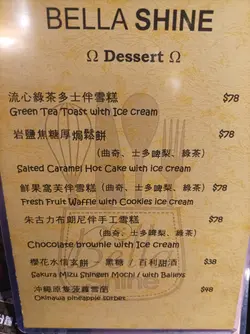 BELLA SHINE
Ω Dessert Ω
流心綠茶多士伴雪糕 $78
Green Tea Toast with Ice cream
岩鹽焦糖厚焗鬆餅 $78
(曲奇、士多啤梨、綠茶)
Salted Caramel Hot Cake with ice cream
鮮果窩芙伴雪糕(曲奇、士多啤梨、綠茶) $78
Fresh Fruit Waffle with Cookies ice cream
朱古力布朗尼伴手工雪糕 $78
(曲奇、士多啤梨、綠茶)
Chocolate brownie with Ice cream
櫻花水信玄餅 - 黑糖 / 百利甜酒 $38
Sakura Mizu Shingen Mochi / with Baileys
沖繩原隻菠蘿雪葩 $48
Okinawa pineapple sorbet